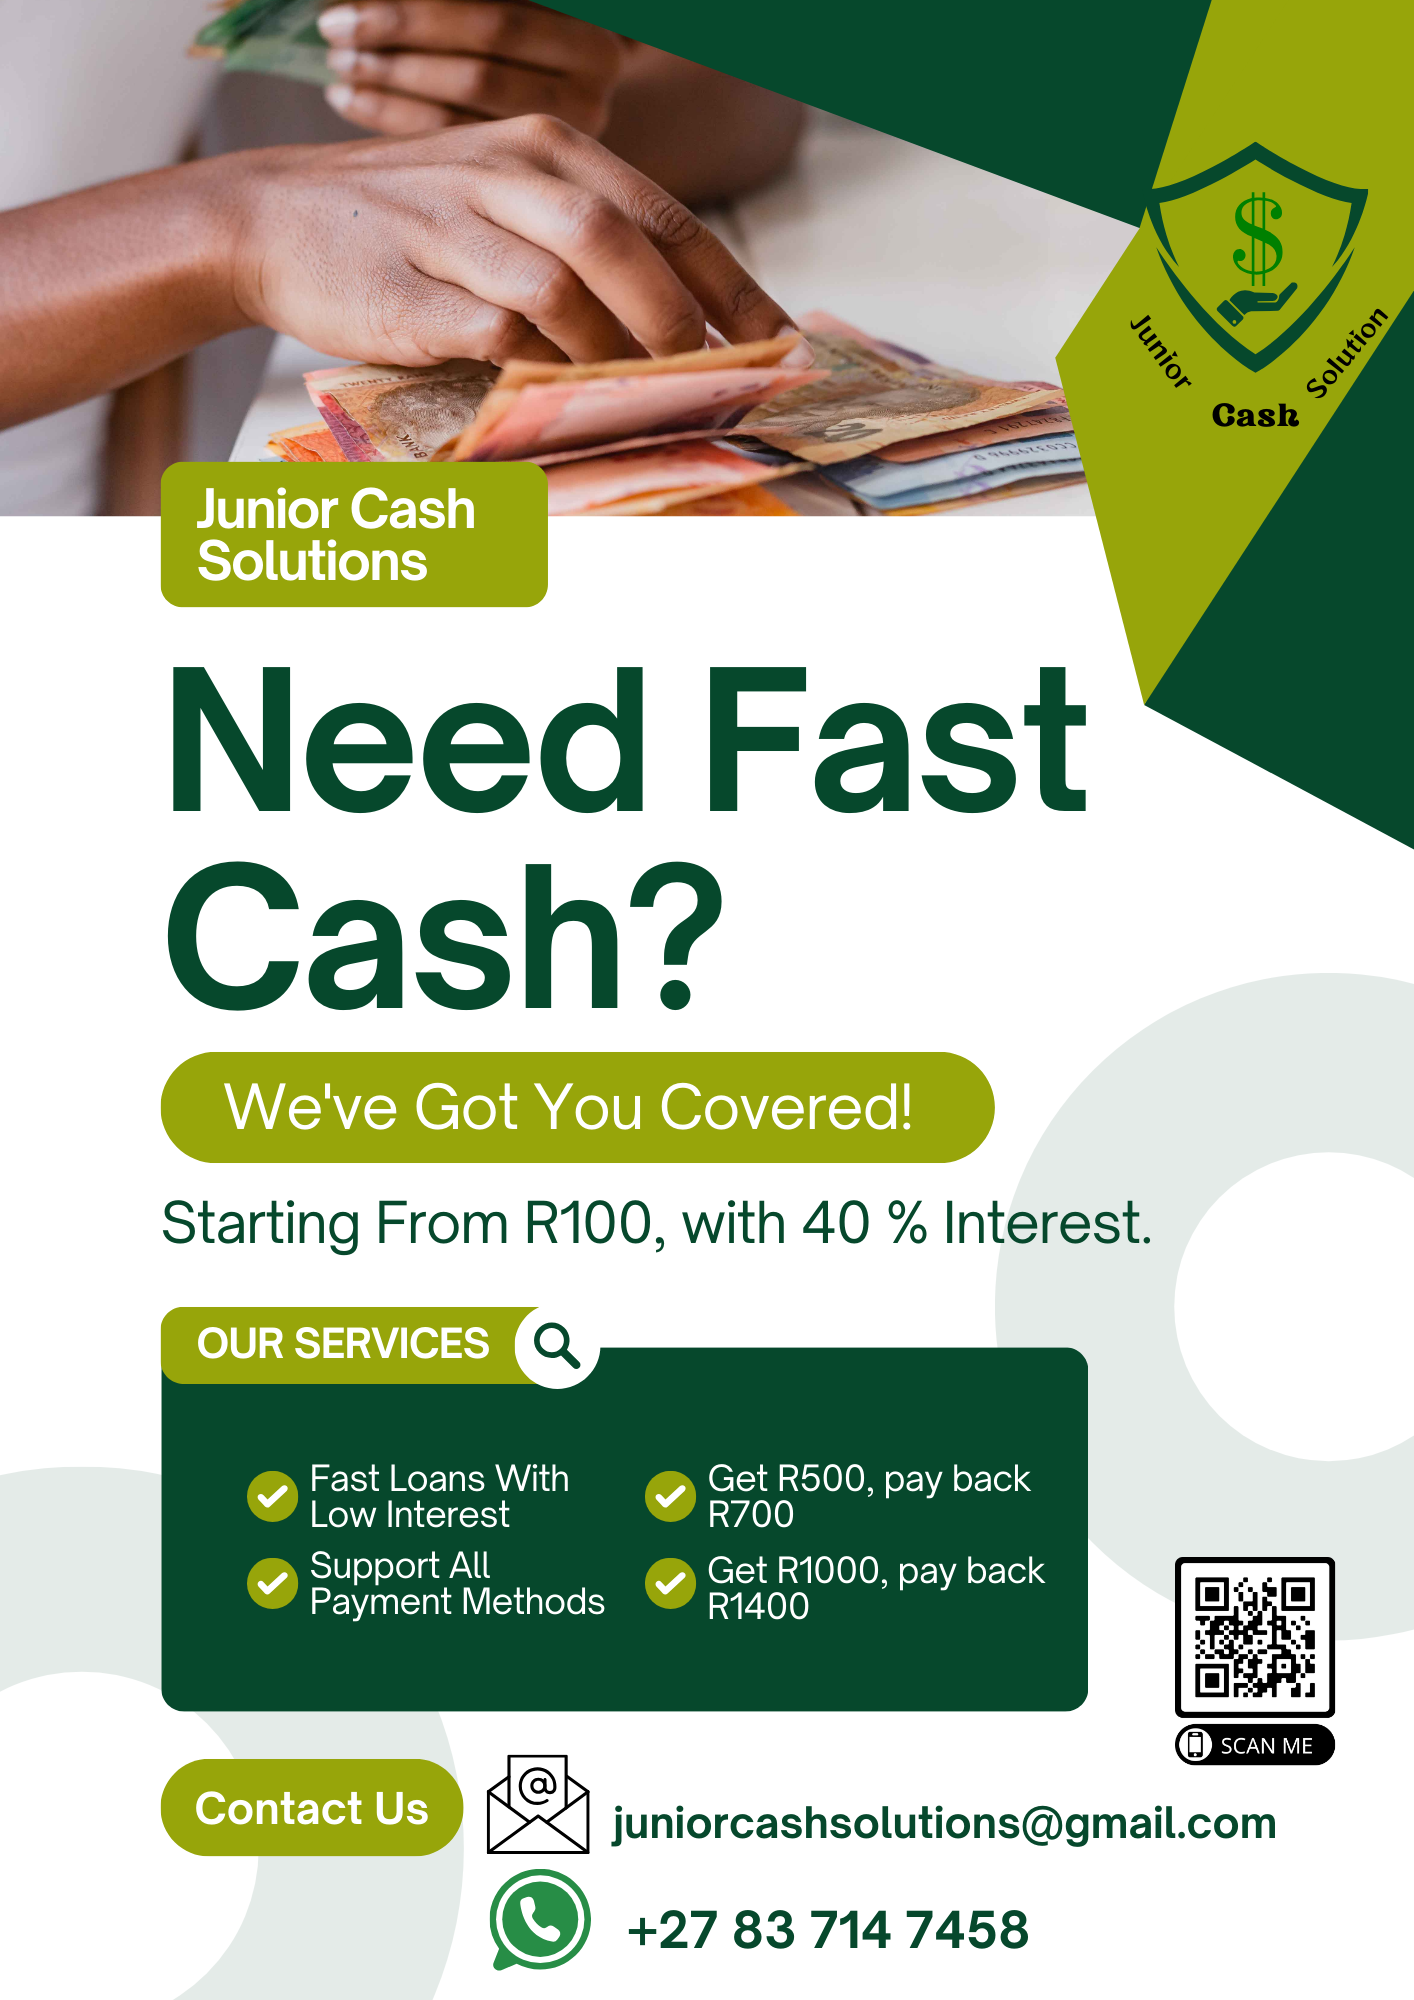 Junior
Cash
Solution
Junior Cash
Solutions
Need Fast
Cash?
We've Got You Covered!
Starting From R100, with 40 % Interest.
OUR SERVICES
Fast Loans With
Low Interest
Support All
Payment Methods
Get R500, pay back
R700
Get R1000, pay back
R1400
SCAN ME
Contact Us
juniorcashsolutions@gmail.com
+27 83 714 7458